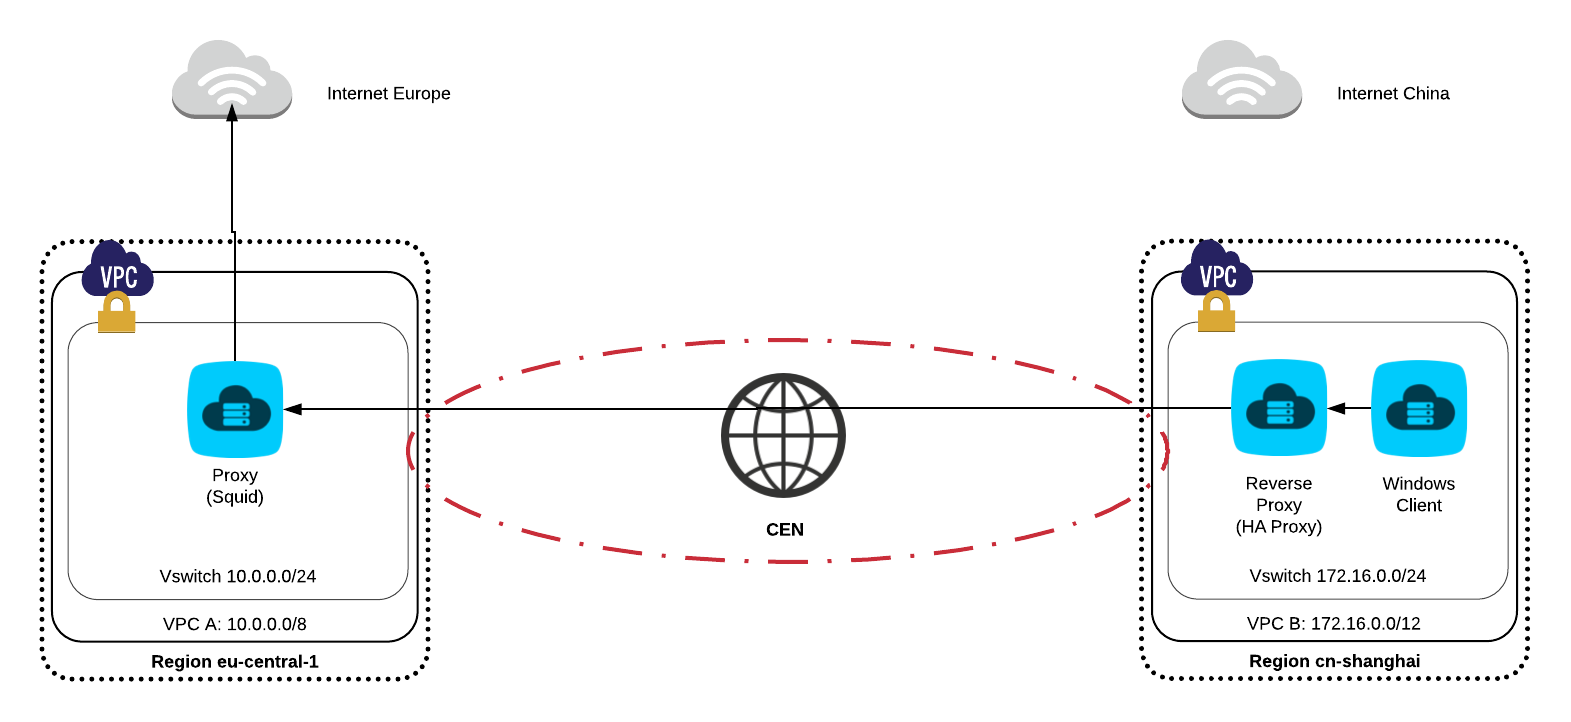 Internet Europe
Internet China
VPC
Proxy
(Squid)
Vswitch 10.0.0.0/24
VPC A: 10.0.0.0/8
Region eu-central-1
CEN
VPC
Reverse
Proxy
(HA Proxy)
Windows
Client
Vswitch 172.16.0.0/24
VPC B: 172.16.0.0/12
Region cn-shanghai